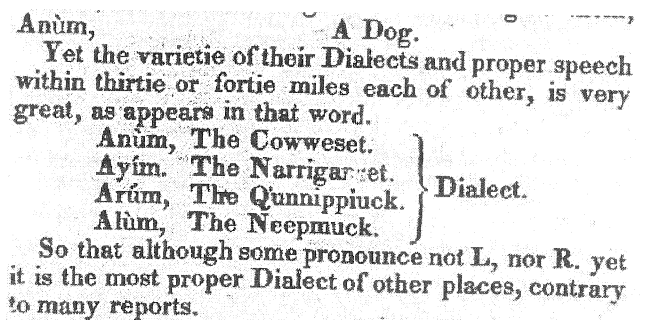 Anùm, A Dog.
Yet the varietie of their Dialects and proper speech
within thirtie or fortie miles each of other, is very
great, as appears in that word.
Anùm, The Cowweset.
Ayím. The Narriganset.
Arúm, The Qunnippiuck. Dialect.
Alùm, The Neepmuck.
So that although some pronounce not L, nor R. yet
it is the most proper Dialect of other places, contrary
to many reports.